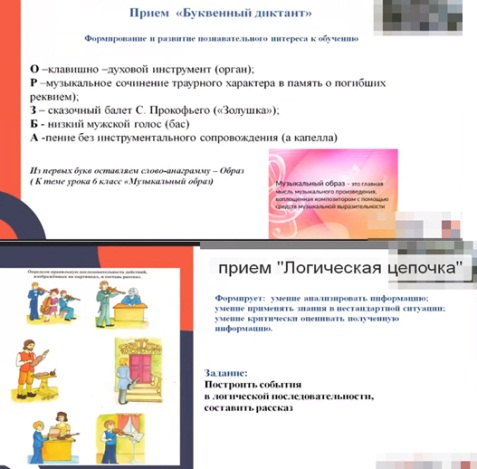 Прием «Буквенный диктант»
Формирование и развитие познавательного интереса к обучению
О –клавишно –духовой инструмент (орган);
Р –музыкальное сочинение траурного характера в память о погибших
реквием);
З – сказочный балет С. Прокофьего («Золушка»);
Б - низкий мужской голос (бас)
А -пение без инструментального сопровождения (а капелла)
Из первых букв оставляем слово-анаграмму – Образ
( К теме урока 6 класс «Музыкальный образ)
Музыкальный образ - это главная
мысль музыкального произведения,
воплощенная композитором с помощью
средств музыкальной выразительности
Определи правильную последовательность действий,
изображённых на картинках, и составь рассказ.
прием "Логическая цепочка"
Формирует: умение анализировать информацию;
умение применять знания в нестандартной ситуации;
умение критически оценивать полученную
информацию.
Задание:
Построить события
в логической последовательности,
составить рассказ